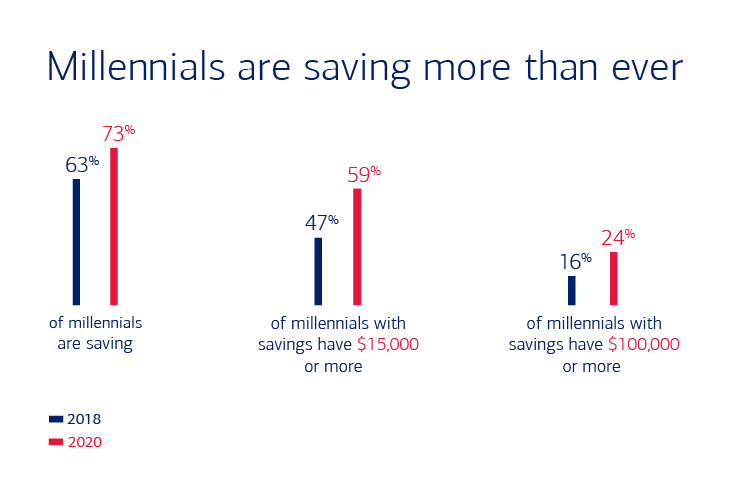 Millennials are saving more than ever
63% 73%
47% 59%
16% 24%
of millennials
are saving
of millennials with
savings have $15,000
or more
of millennials with
savings have $100,000
or more
2018
2020